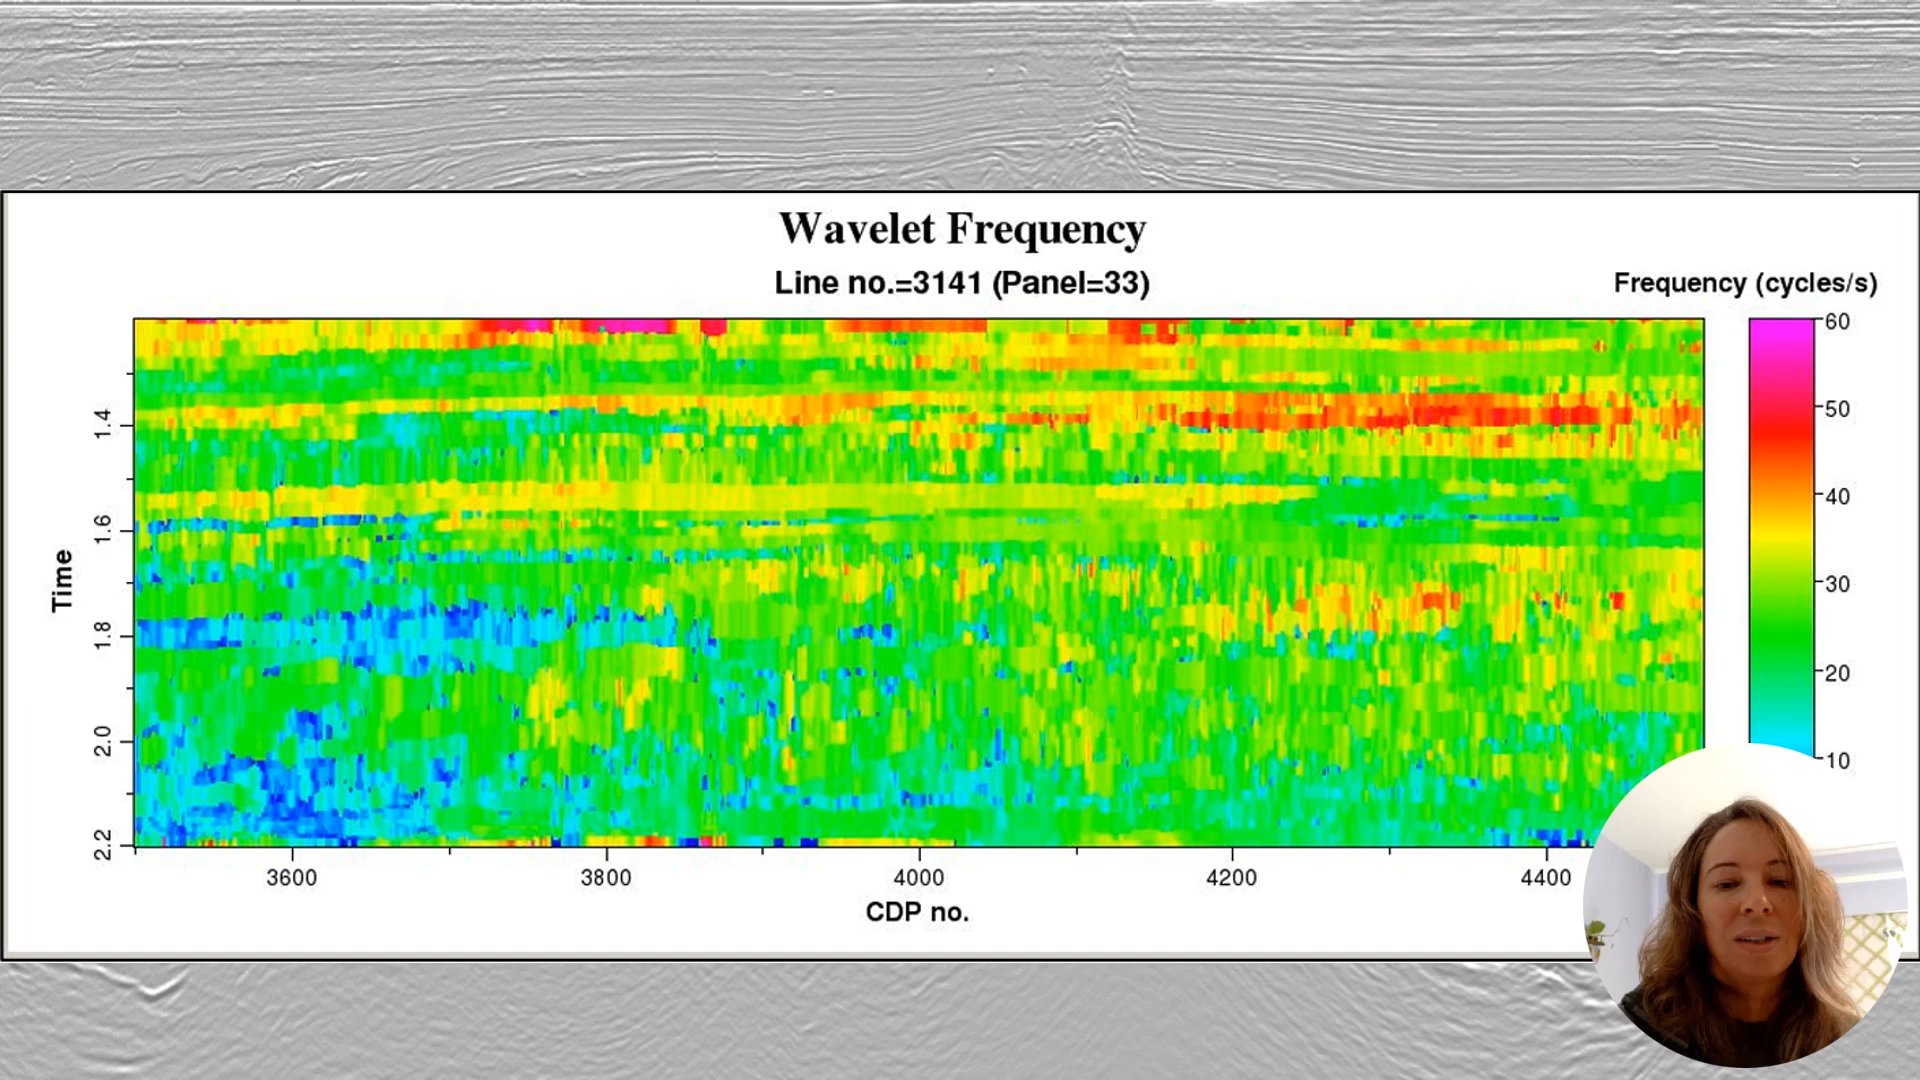 Wavelet Frequency
Line no.=3141 (Panel=33)
Frequency (cycles/s)
60
50
40
30
20
10
Time
1.4
1.6
1.8
2.0
2.2
3600 3800 4000 4200 4400
CDP no.